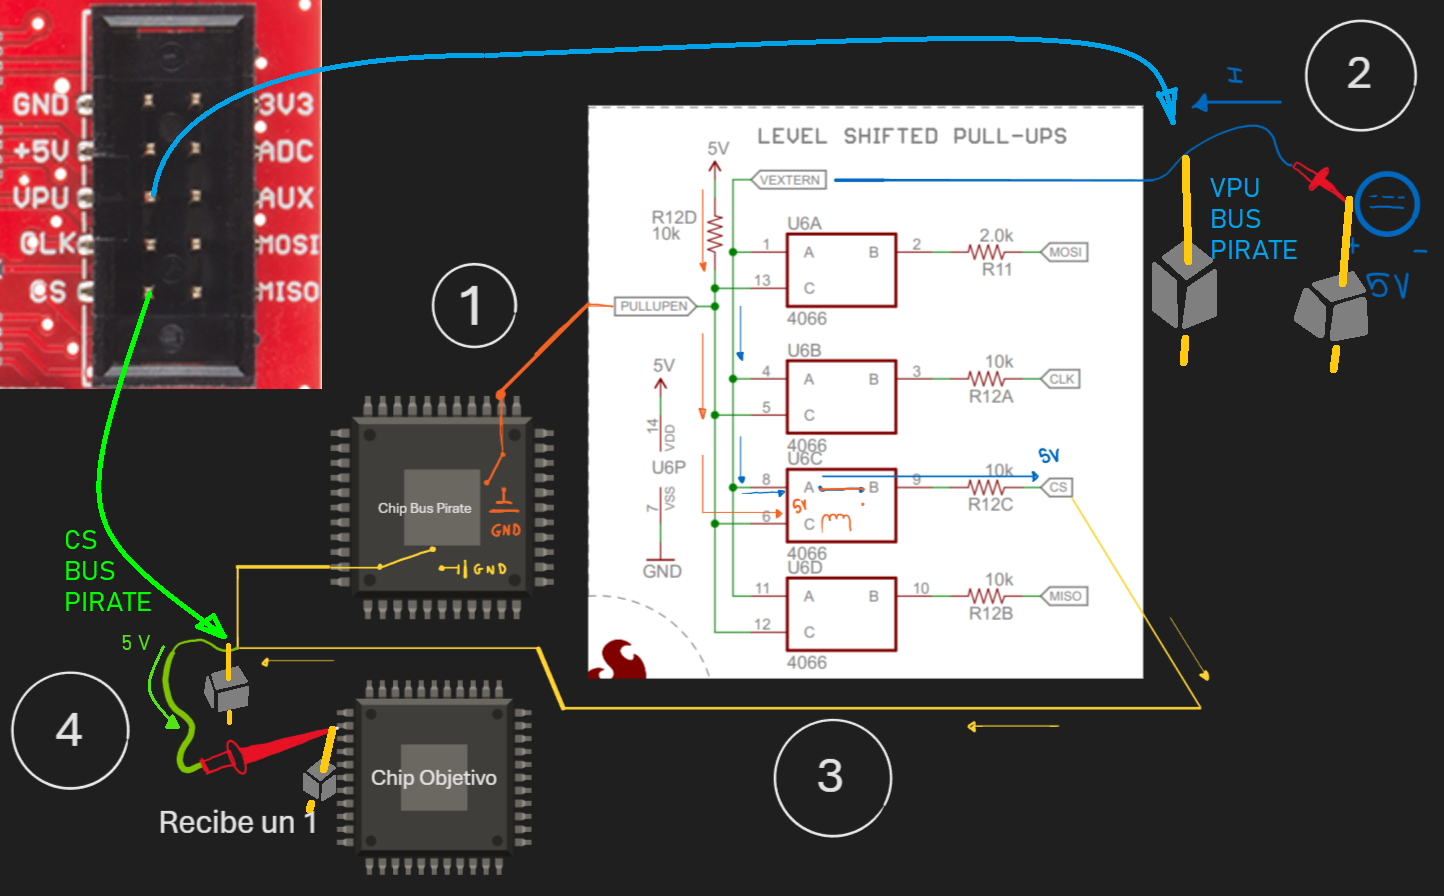 GND
3V3
+5V
ADC
VPU
AUX
CLK
MOSI
CS
MISO
1
2
I
VPU
BUS
PIRATE
+
-
5V
LEVEL SHIFTED PULL-UPS
5V
VEXTERN
R12D
10k
PULLUPEN
U6A
1 A B 2
13 C
4066
2.0k
R11
MOSI
U6B
4 A B 3
5 C
4066
10k
R12A
CLK
5V
14
VDD
U6P
7
VSS
GND
U6C
8 A B 9
5V
6 C
4066
10k
R12C
5V
CS
U6D
11 A B 10
12 C
4066
10k
R12B
MISO
Chip Bus Pirate
GND
GND
CS
BUS
PIRATE
5 V
4
Chip Objetivo
Recibe un 1
3